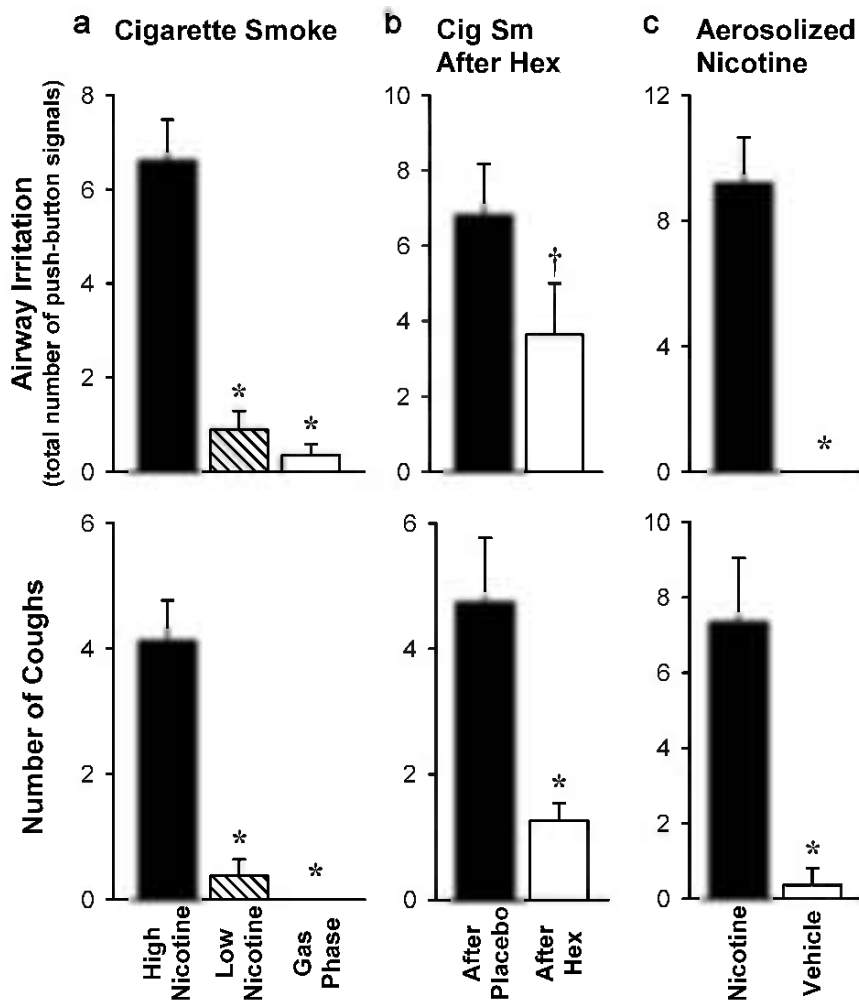 a Cigarette Smoke
b Cig Sm
After Hex
c Aerosolized
Nicotine
Airway Irritation
(total number of push-button signals)
8
6
4
2
0
*
*
10
8
6
4
2
0
†
12
9
6
3
0
*
Number of Coughs
6
4
2
0
*
*
6
4
2
0
*
10
8
6
4
2
0
*
High
Nicotine
Low
Nicotine
Gas
Phase
After
Placebo
After
Hex
Nicotine
Vehicle